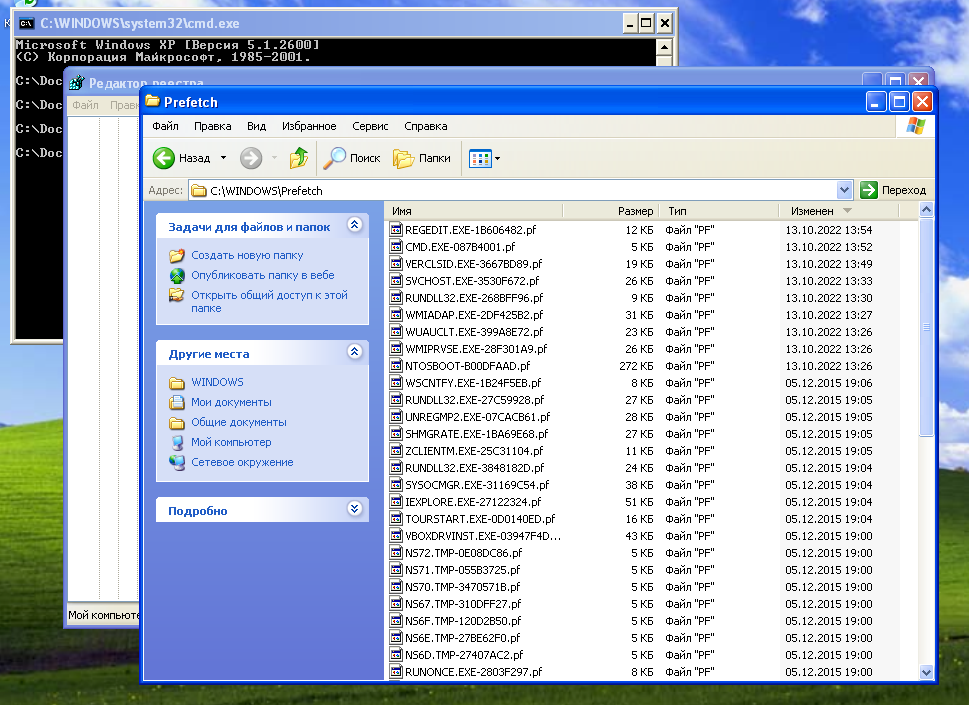 C:\WINDOWS\system32\cmd.exe
Microsoft Windows XP [Версия 5.1.2600]
(C) Корпорация Майкрософт, 1985-2001.
C:\Doc
C:\Doc
C:\Doc
C:\Doc
Редактор реестра
Файл Правк
Мой компьюте
Prefetch
Файл Правка Вид Избранное Сервис Справка
Назад Поиск Папки
Адрес: C:\WINDOWS\Prefetch Переход
Задачи для файлов и папок
Создать новую папку
Опубликовать папку в вебе
Открыть общий доступ к этой
папке
Другие места
WINDOWS
Мои документы
Общие документы
Мой компьютер
Сетевое окружение
Подробно
Имя Размер Тип Изменен
REGEDIT.EXE-1B606482.pf 12 КБ Файл "PF" 13.10.2022 13:54
CMD.EXE-087B4001.pf 5 КБ Файл "PF" 13.10.2022 13:52
VERCLSID.EXE-3667BD89.pf 19 КБ Файл "PF" 13.10.2022 13:49
SVCHOST.EXE-3530F672.pf 26 КБ Файл "PF" 13.10.2022 13:33
RUNDLL32.EXE-268BFF96.pf 9 КБ Файл "PF" 13.10.2022 13:30
WMIADAP.EXE-2DF425B2.pf 31 КБ Файл "PF" 13.10.2022 13:27
WUAUCLT.EXE-399A8E72.pf 23 КБ Файл "PF" 13.10.2022 13:26
WMIPRVSE.EXE-28F301A9.pf 26 КБ Файл "PF" 13.10.2022 13:26
NTOSBOOT-B00DFAAD.pf 272 КБ Файл "PF" 13.10.2022 13:26
WSCNTFY.EXE-1B24F5EB.pf 8 КБ Файл "PF" 05.12.2015 19:06
RUNDLL32.EXE-27C59928.pf 27 КБ Файл "PF" 05.12.2015 19:05
UNREGMP2.EXE-07CACB61.pf 28 КБ Файл "PF" 05.12.2015 19:05
SHMGRATE.EXE-1BA69E68.pf 27 КБ Файл "PF" 05.12.2015 19:05
ZCLIENTM.EXE-25C31104.pf 11 КБ Файл "PF" 05.12.2015 19:05
RUNDLL32.EXE-3848182D.pf 24 КБ Файл "PF" 05.12.2015 19:04
SYSOCMGR.EXE-31169C54.pf 38 КБ Файл "PF" 05.12.2015 19:04
IEXPLORE.EXE-27122324.pf 51 КБ Файл "PF" 05.12.2015 19:04
TOURSTART.EXE-0D0140ED.pf 16 КБ Файл "PF" 05.12.2015 19:04
VBOXDRVINST.EXE-03947F4D... 43 КБ Файл "PF" 05.12.2015 19:00
NS72.TMP-0E08DC86.pf 5 КБ Файл "PF" 05.12.2015 19:00
NS71.TMP-055B3725.pf 5 КБ Файл "PF" 05.12.2015 19:00
NS70.TMP-3470571B.pf 5 КБ Файл "PF" 05.12.2015 19:00
NS67.TMP-310DFF27.pf 5 КБ Файл "PF" 05.12.2015 19:00
NS6F.TMP-120D2B50.pf 5 КБ Файл "PF" 05.12.2015 19:00
NS6E.TMP-27BE62F0.pf 5 КБ Файл "PF" 05.12.2015 19:00
NS6D.TMP-27407AC2.pf 5 КБ Файл "PF" 05.12.2015 19:00
RUNONCE.EXE-2803F297.pf 8 КБ Файл "PF" 05.12.2015 19:00